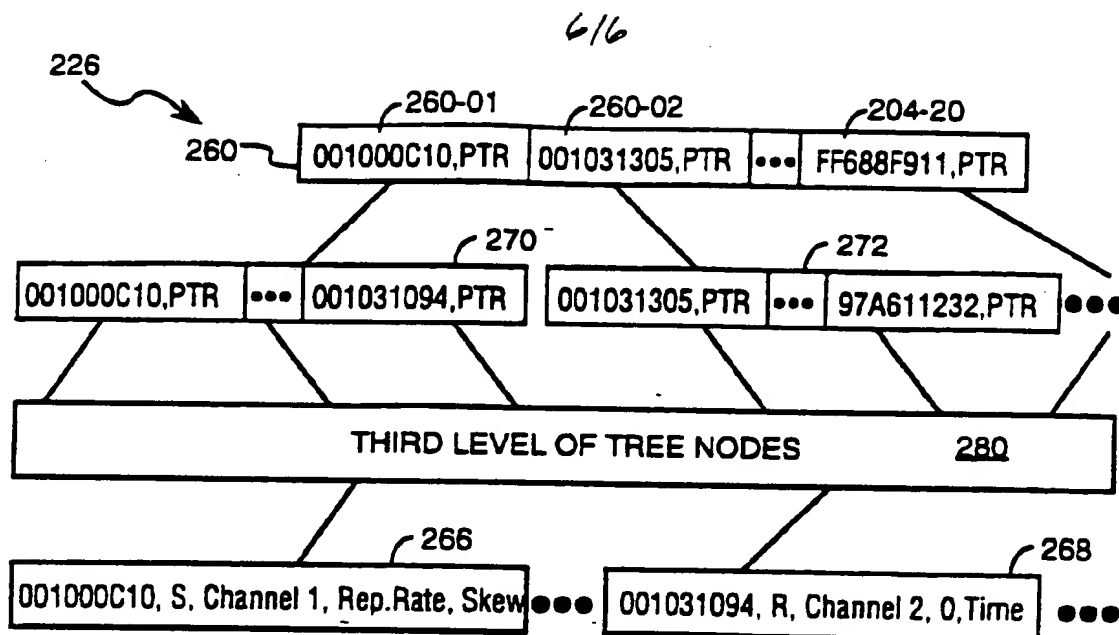 6/6
226
260-01 260-02 204-20
260 001000C10,PTR 001031305,PTR ••• FF688F911,PTR
270 272
001000C10,PTR ••• 001031094,PTR 001031305,PTR ••• 97A611232,PTR •••
THIRD LEVEL OF TREE NODES 280
266 268
001000C10, S, Channel 1, Rep.Rate, Skew ••• 001031094, R, Channel 2, 0,Time •••